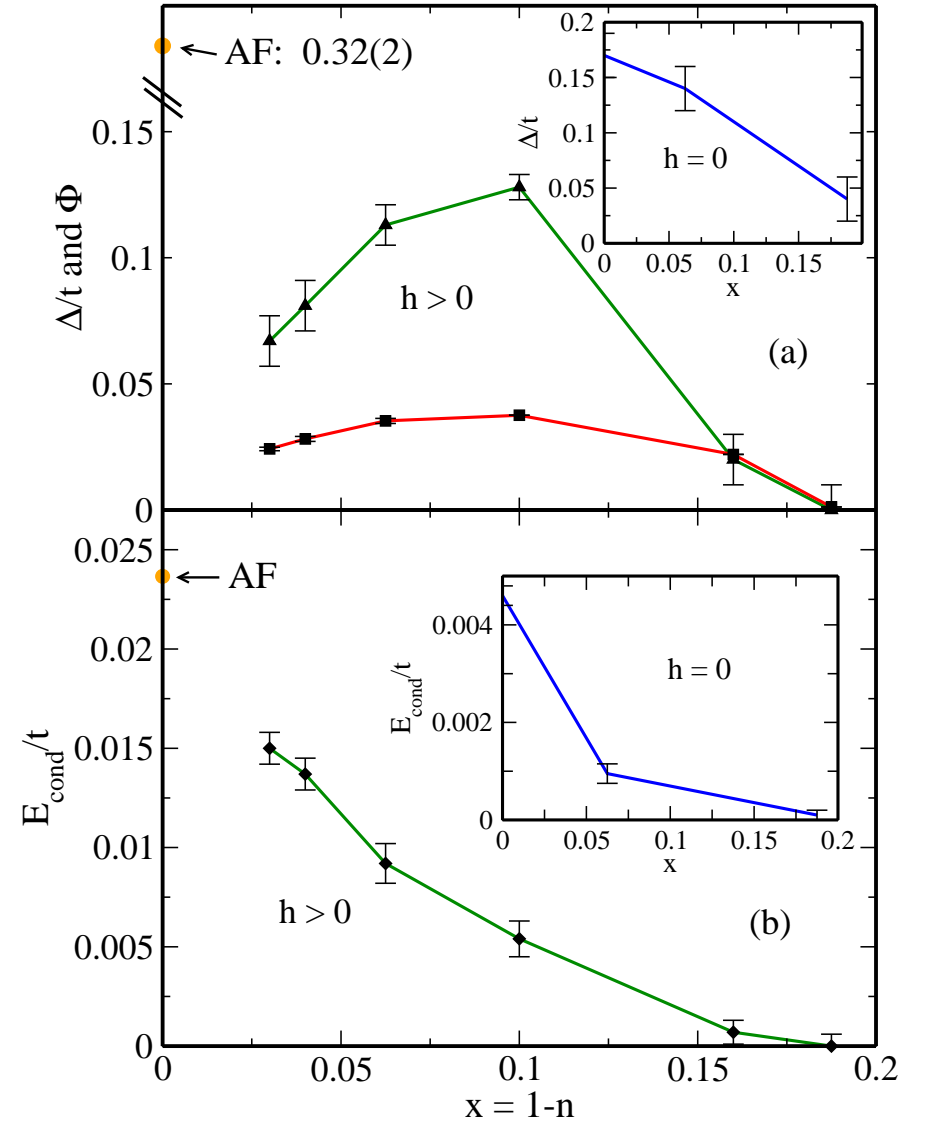 AF: 0.32(2)
Δ/t and Φ
0.15
0.1
0.05
0
h > 0
(a)
Δ/t
0.2
0.15
0.1
0.05
0
h = 0
0 0.05 0.1 0.15
x
E_cond/t
0.025
0.02
0.015
0.01
0.005
0
AF
h > 0
(b)
E_cond/t
0.004
0.002
0
h = 0
0 0.05 0.1 0.15 0.2
x
0 0.05 0.1 0.15 0.2
x = 1-n